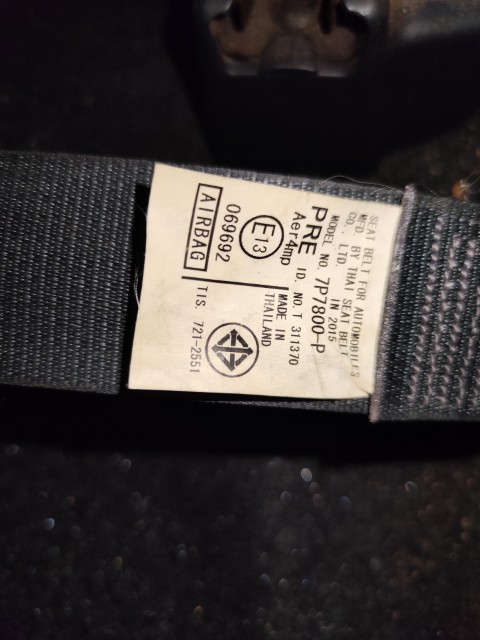 SEAT BELT FOR AUTOMOBILES
MFD. BY THAI SEAT BELT
CO., LTD. IN 2015
MODEL NO. 7P7800-P
PRE ID. NO. T 311370
Aer4mp
E13
MADE IN
THAILAND
069692
AIRBAG
TIS. 721-2551